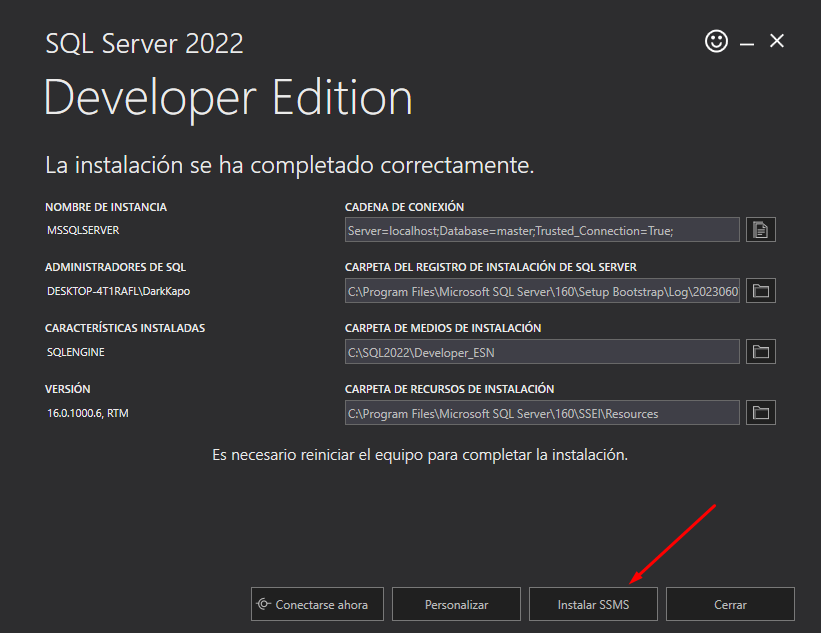 SQL Server 2022
Developer Edition
La instalación se ha completado correctamente.
NOMBRE DE INSTANCIA
MSSQLSERVER
CADENA DE CONEXIÓN
Server=localhost;Database=master;Trusted_Connection=True;
ADMINISTRADORES DE SQL
DESKTOP-4T1RAFL\DarkKapo
CARPETA DEL REGISTRO DE INSTALACIÓN DE SQL SERVER
C:\Program Files\Microsoft SQL Server\160\Setup Bootstrap\Log\2023060
CARACTERÍSTICAS INSTALADAS
SQLENGINE
CARPETA DE MEDIOS DE INSTALACIÓN
C:\SQL2022\Developer_ESN
VERSIÓN
16.0.1000.6, RTM
CARPETA DE RECURSOS DE INSTALACIÓN
C:\Program Files\Microsoft SQL Server\160\SSEI\Resources
Es necesario reiniciar el equipo para completar la instalación.
Conectarse ahora
Personalizar
Instalar SSMS
Cerrar